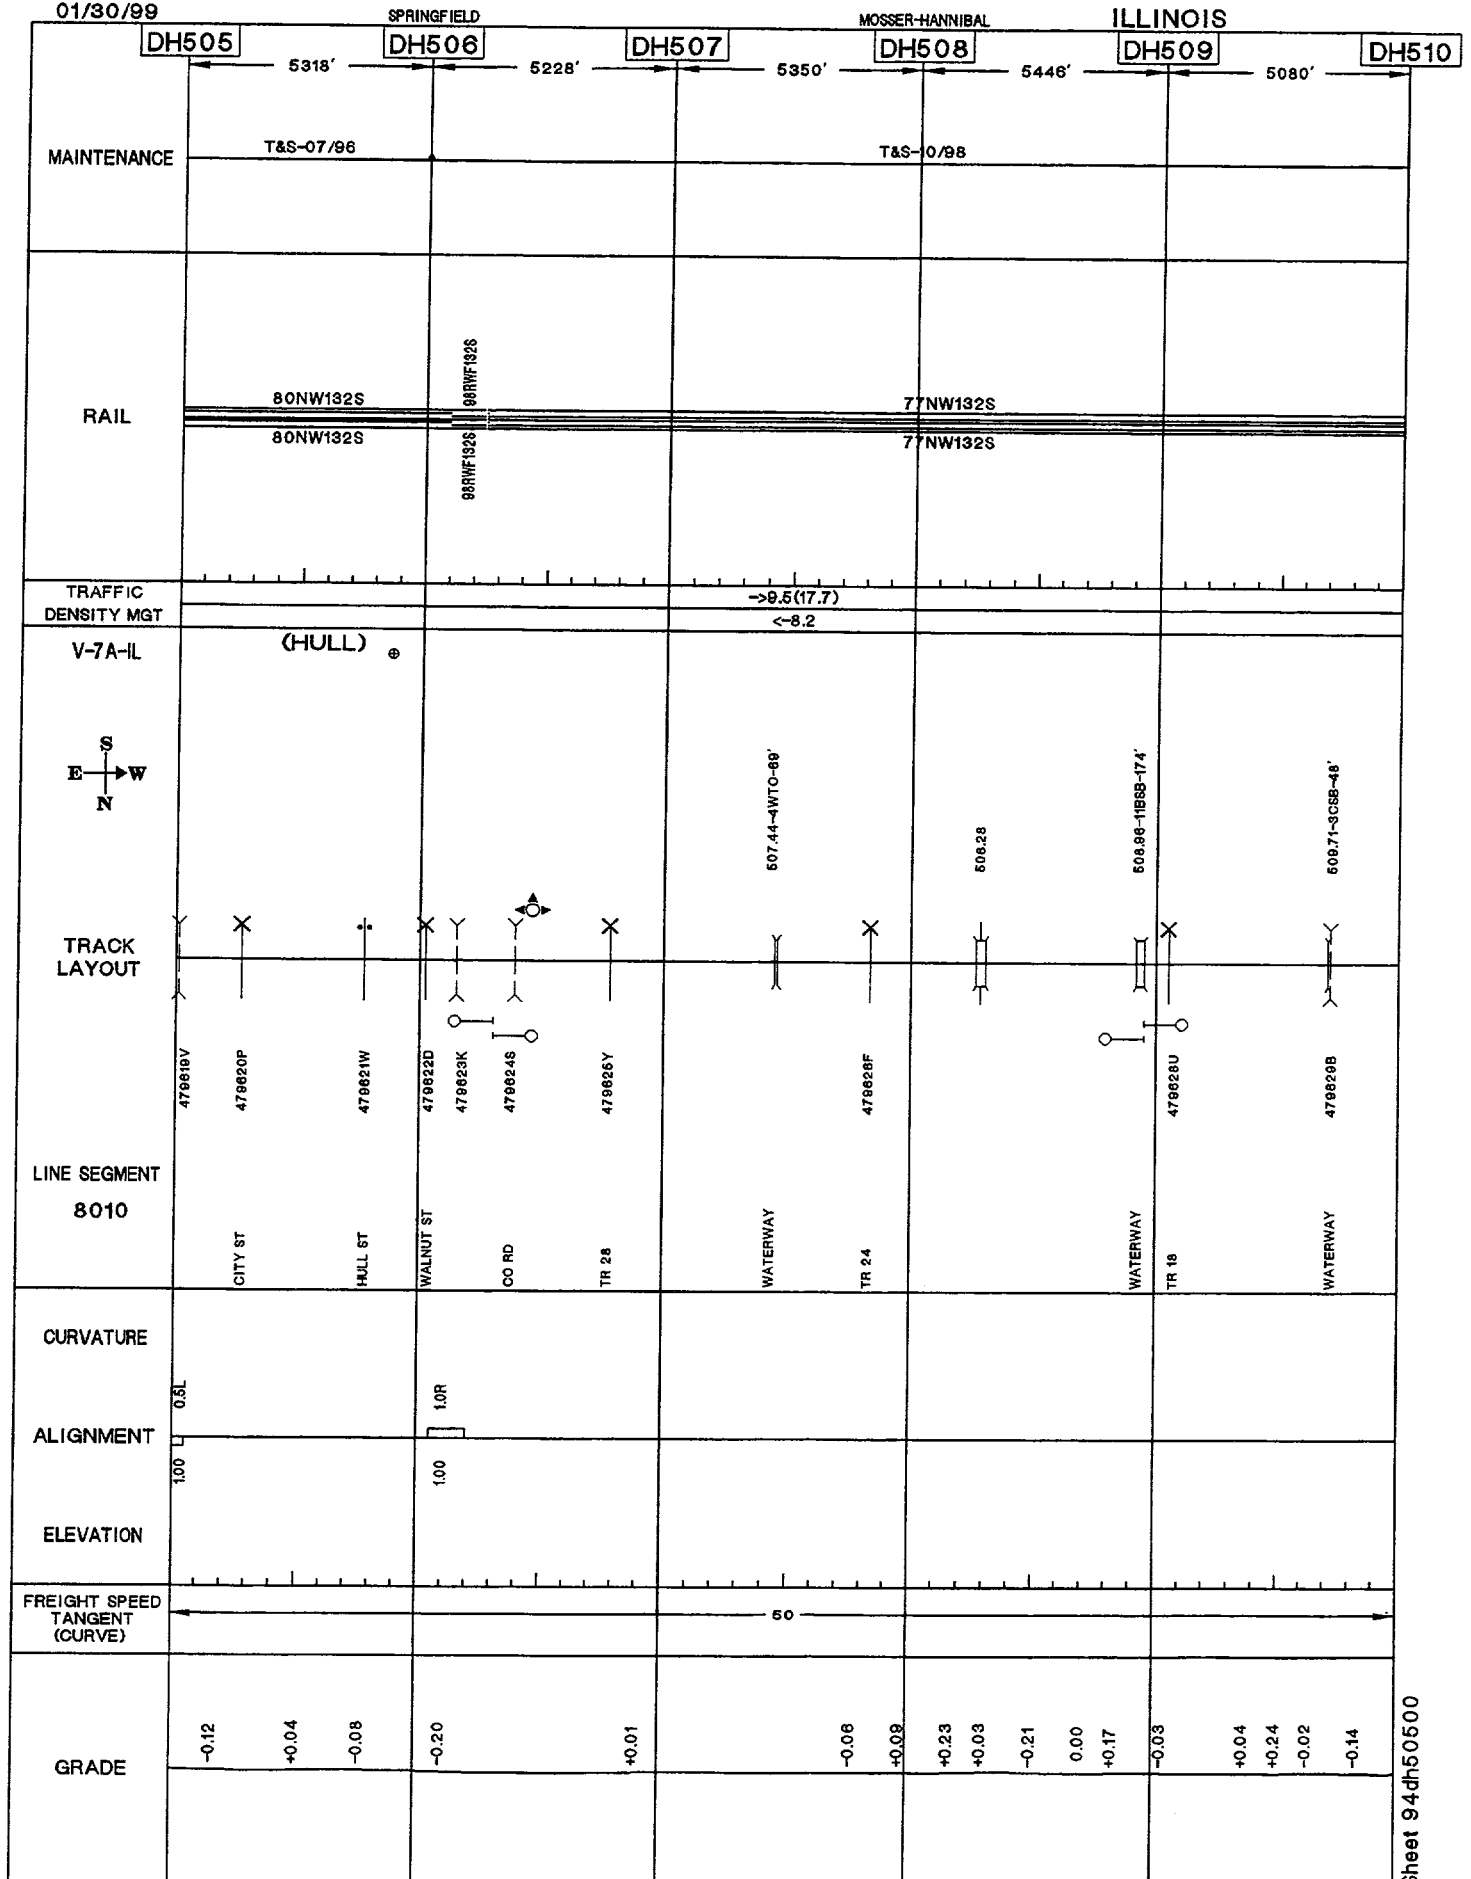 01/30/99
SPRINGFIELD
MOSSER-HANNIBAL
ILLINOIS
DH505
DH506
DH507
DH508
DH509
DH510
5318'
5228'
5350'
5446'
5080'
MAINTENANCE
T&S-07/96
T&S-10/98
RAIL
80NW132S
98RWF132S
77NW132S
80NW132S
98RWF132S
77NW132S
TRAFFIC
DENSITY MGT
->9.5(17.7)
<-8.2
V-7A-IL
(HULL)
S
E W
N
507.44-4WTO-69'
508.28
508.96-11BSB-174'
509.71-3CSB-48'
TRACK
LAYOUT
479619V
479620P
479621W
479622D
479623K
479624S
479625Y
479626F
479628U
479629B
LINE SEGMENT
8010
CITY ST
HULL ST
WALNUT ST
CO RD
TR 28
WATERWAY
TR 24
WATERWAY
TR 18
WATERWAY
CURVATURE
0.5L
1.0R
ALIGNMENT
1.00
1.00
ELEVATION
FREIGHT SPEED
TANGENT
(CURVE)
50
GRADE
-0.12
+0.04
-0.08
-0.20
+0.01
-0.06
+0.09
+0.23
+0.03
-0.21
0.00
+0.17
-0.03
+0.04
+0.24
-0.02
-0.14
Sheet 94dh50500